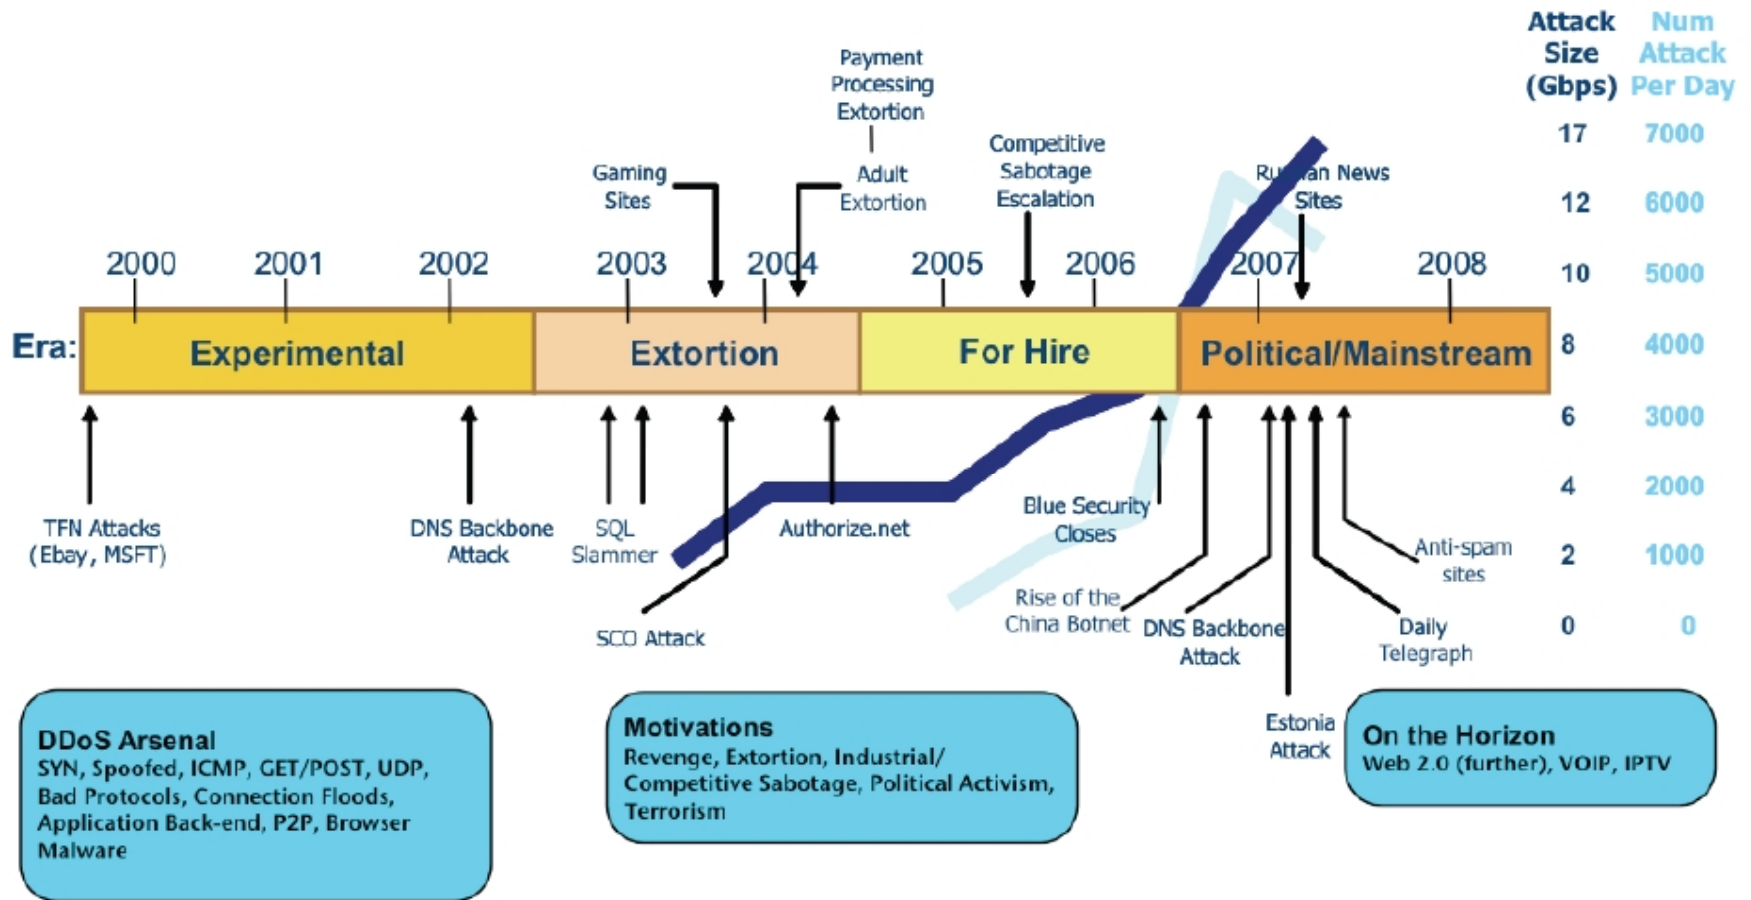 Attack
Size
(Gbps)
Num
Attack
Per Day
17
7000
12
6000
10
5000
8
4000
6
3000
4
2000
2
1000
0
0
Payment
Processing
Extortion
Gaming
Sites
Adult
Extortion
Competitive
Sabotage
Escalation
News
Sites
2000
2001
2002
2003
2004
2005
2006
2007
2008
Era:
Experimental
Extortion
For Hire
Political/Mainstream
TFN Attacks
(Ebay, MSFT)
DNS Backbone
Attack
SQL
Slammer
SCO Attack
Authorize.net
Blue Security
Closes
Rise of the
China Botnet
DNS Backbone
Attack
Estonia
Attack
Daily
Telegraph
Anti-spam
sites
DDoS Arsenal
SYN, Spoofed, ICMP, GET/POST, UDP,
Bad Protocols, Connection Floods,
Application Back-end, P2P, Browser
Malware
Motivations
Revenge, Extortion, Industrial/
Competitive Sabotage, Political Activism,
Terrorism
On the Horizon
Web 2.0 (further), VOIP, IPTV